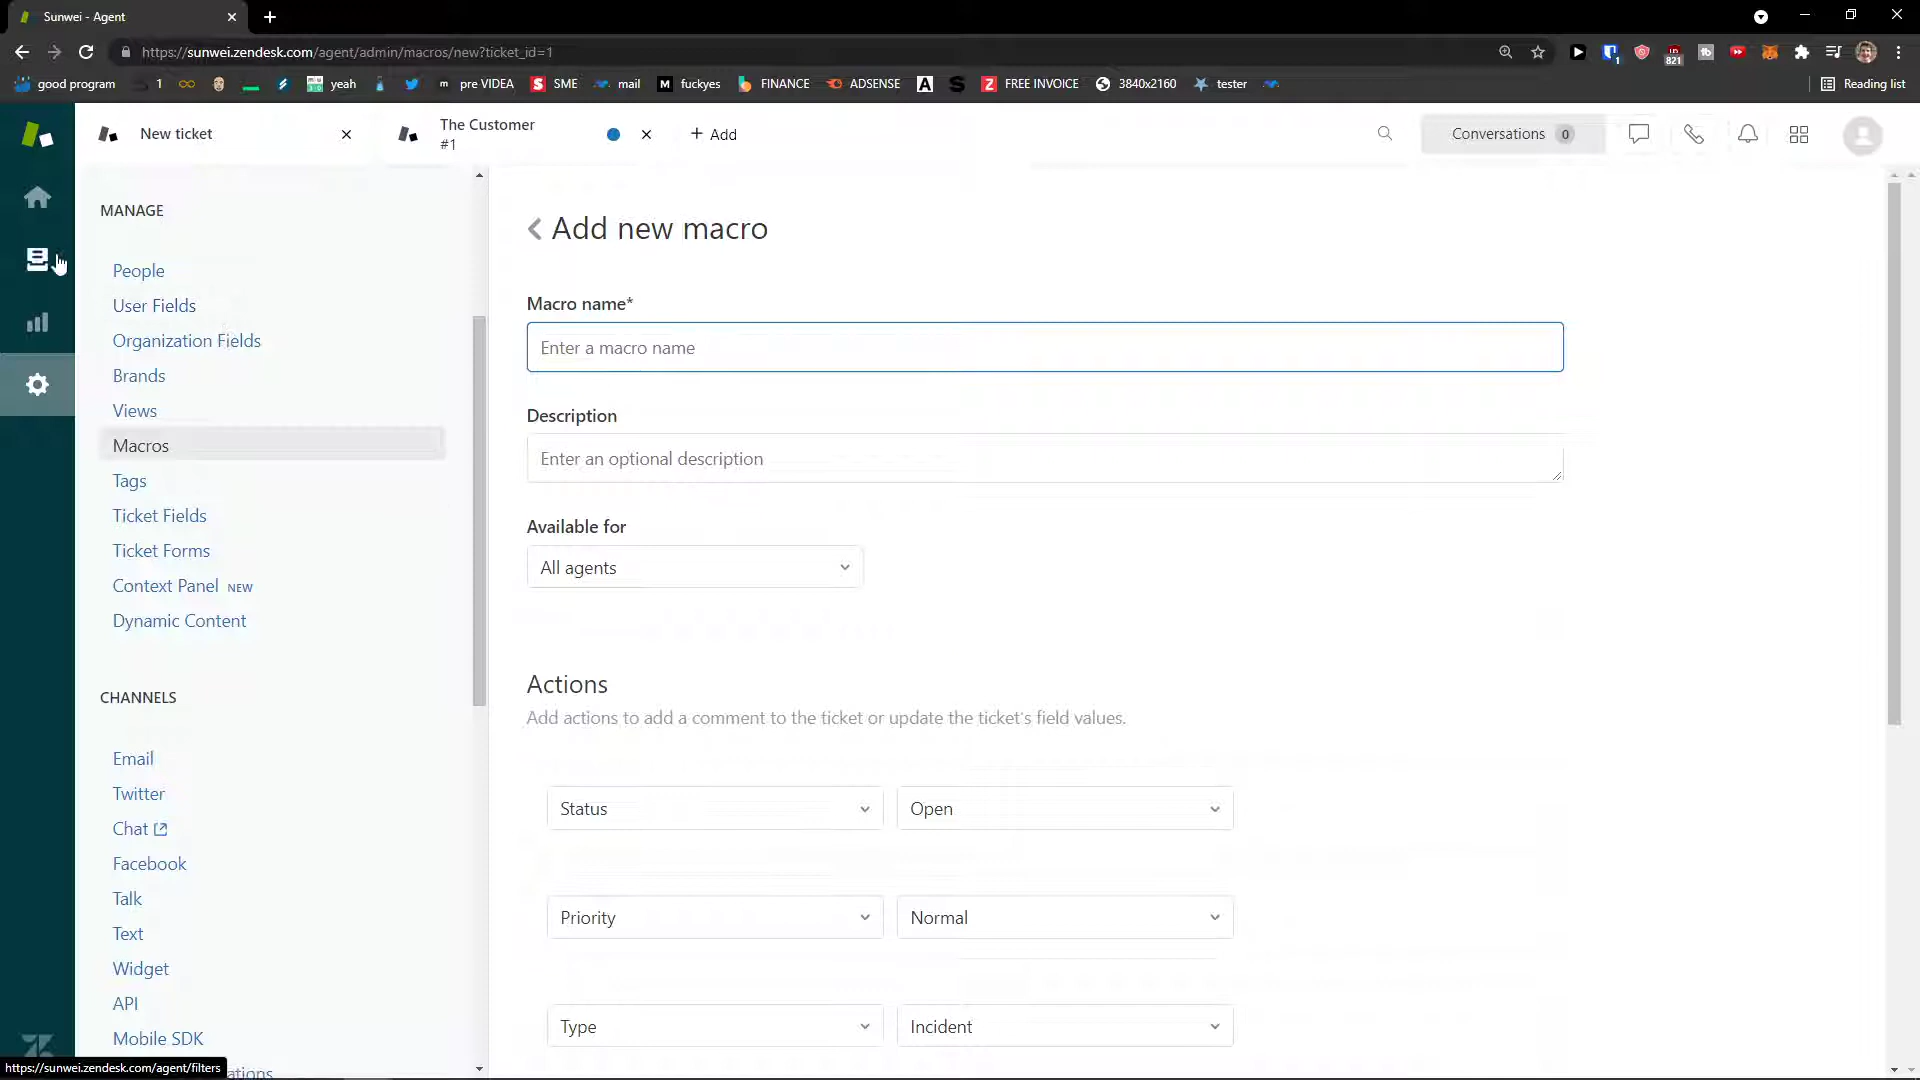 Sunwei - Agent
https://sunwei.zendesk.com/agent/admin/macros/new?ticket_id=1
821
1
good program
1
yeah
m pre VIDEA
S SME
mail
M fuckyes
FINANCE
ADSENSE
A
S
Z FREE INVOICE
3840x2160
tester
Reading list
New ticket
The Customer
#1
+ Add
Conversations 0
MANAGE
People
User Fields
Organization Fields
Brands
Views
Macros
Tags
Ticket Fields
Ticket Forms
Context Panel NEW
Dynamic Content
CHANNELS
Email
Twitter
Chat
Facebook
Talk
Text
Widget
API
Mobile SDK
Add new macro
Macro name*
Enter a macro name
Description
Enter an optional description
Available for
All agents
Actions
Add actions to add a comment to the ticket or update the ticket's field values.
Status Open
Priority Normal
Type Incident
https://sunwei.zendesk.com/agent/filters